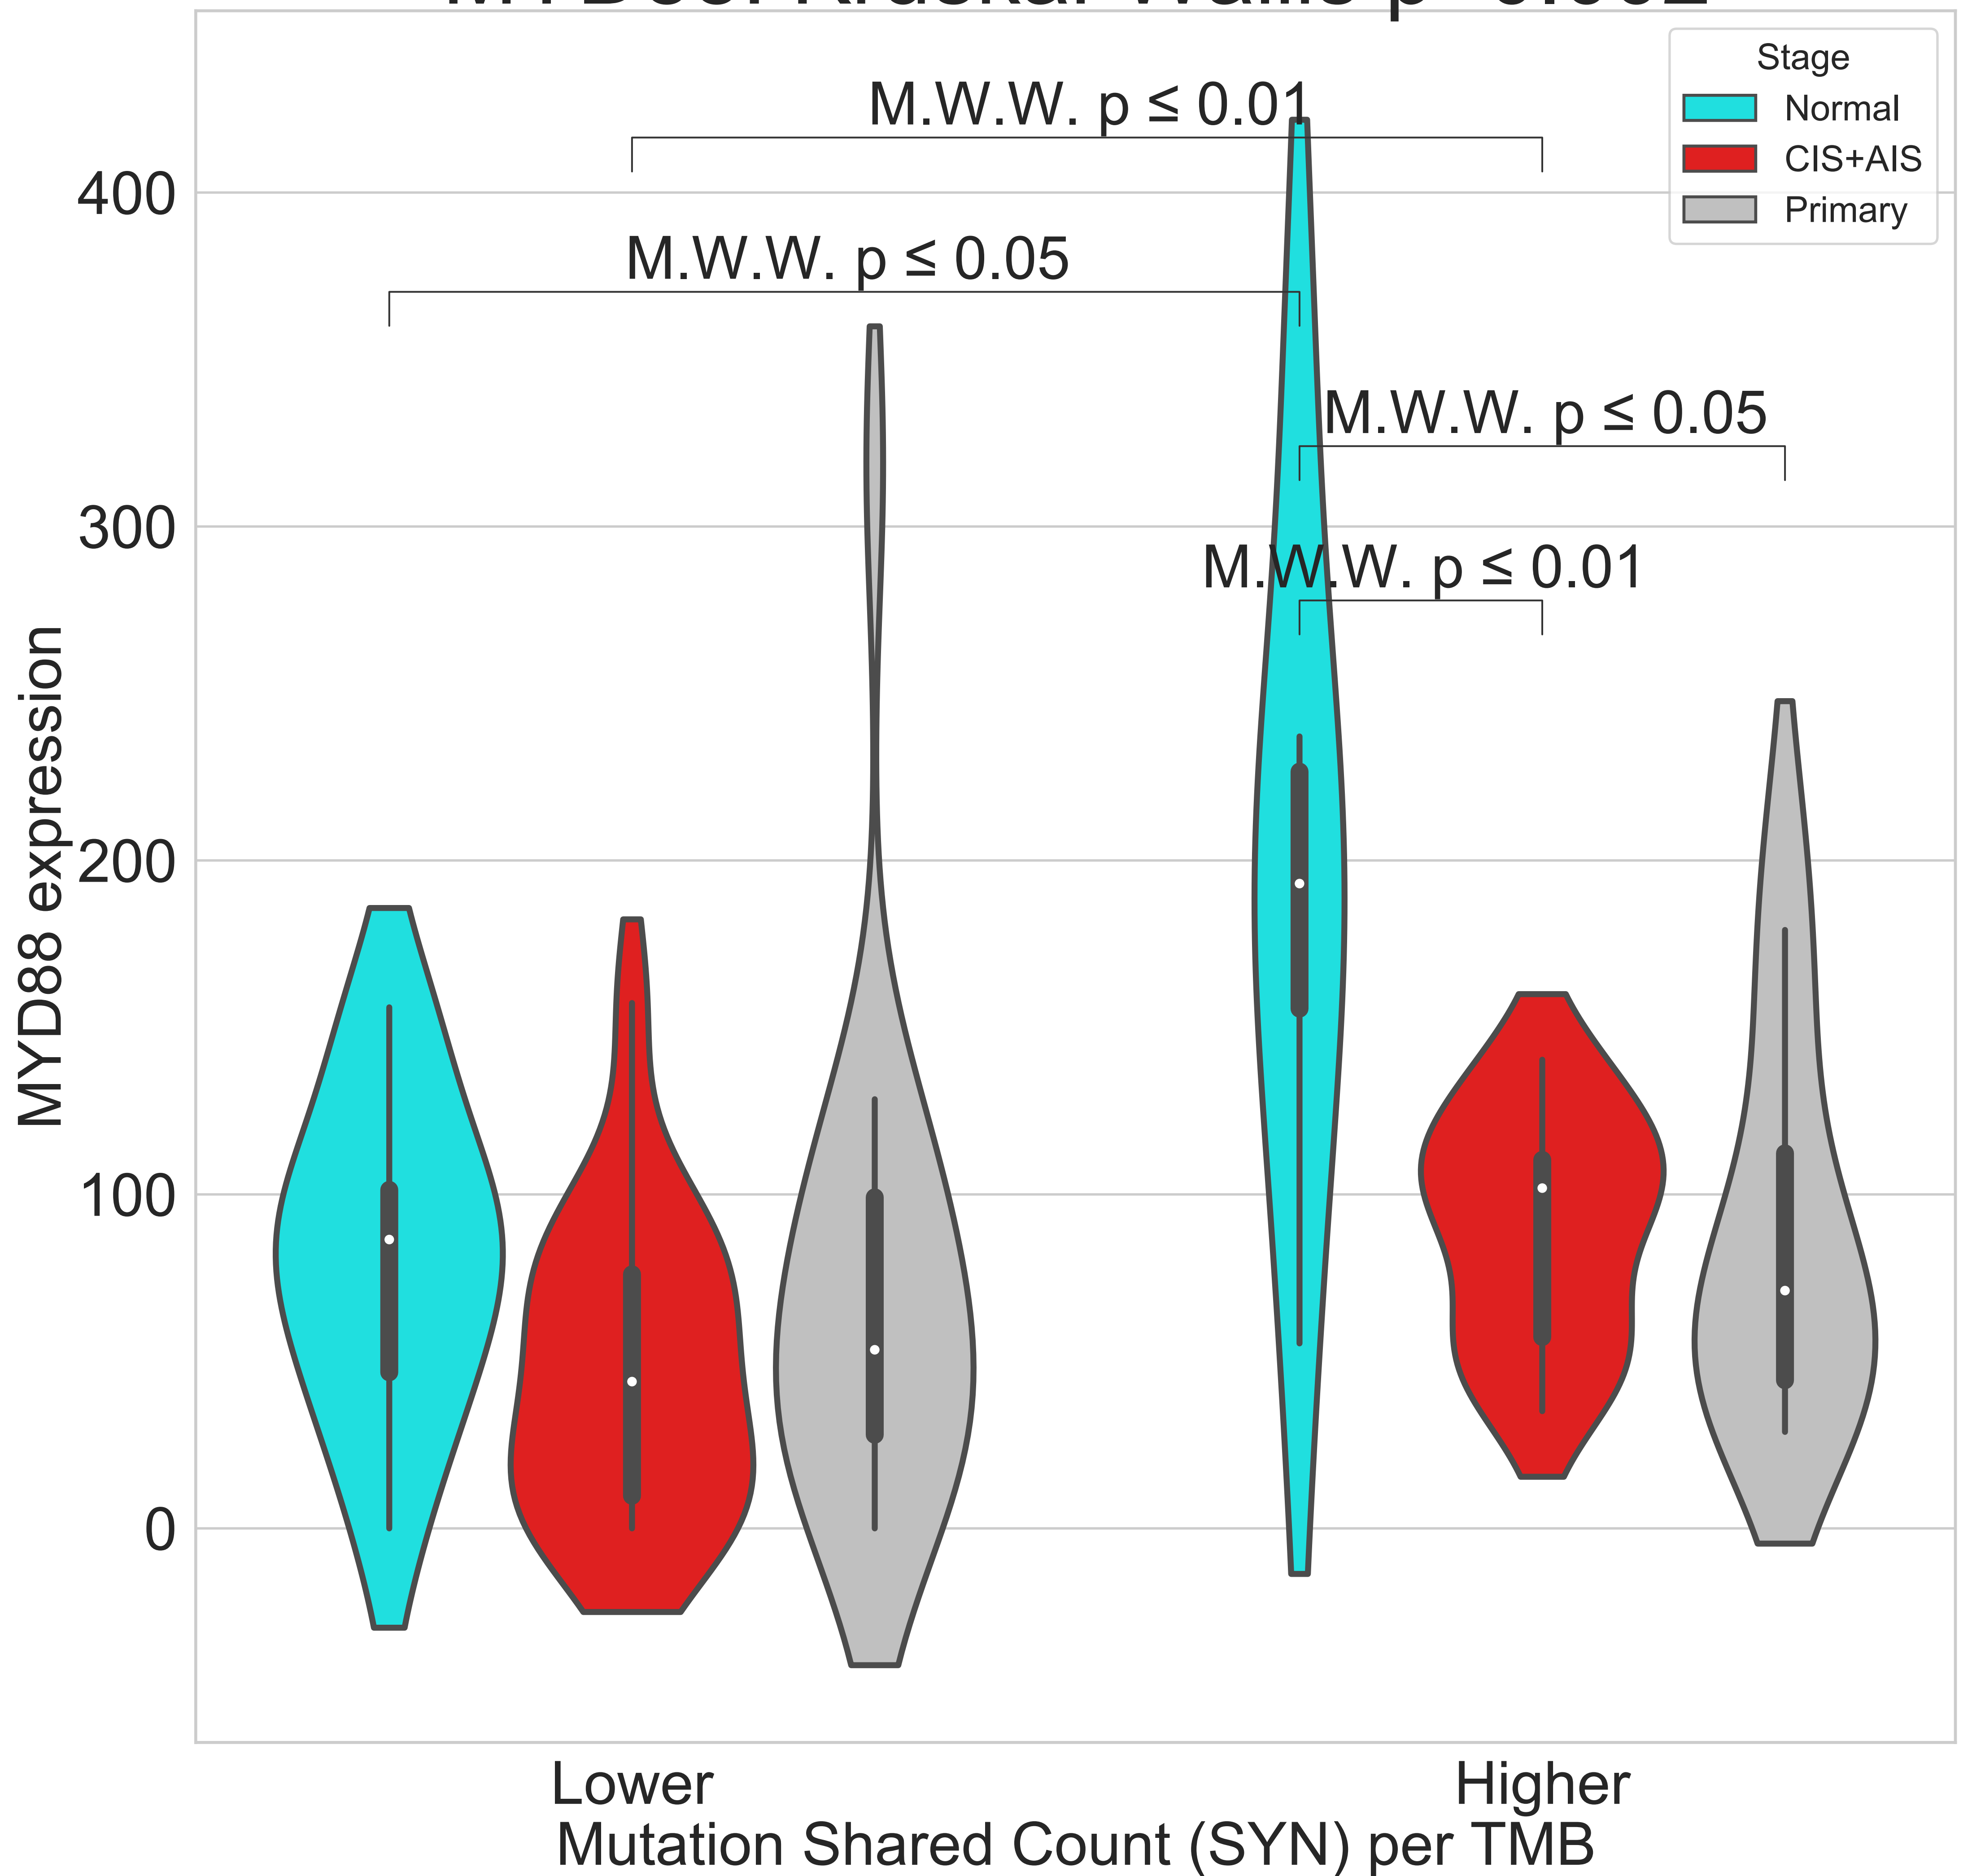 Stage
Normal
CIS+AIS
Primary
M.W.W. p ≤ 0.01
M.W.W. p ≤ 0.05
M.W.W. p ≤ 0.05
M.W.W. p ≤ 0.01
400
300
200
100
0
MYD88 expression
Lower
Higher
Mutation Shared Count (SYN) per TMB